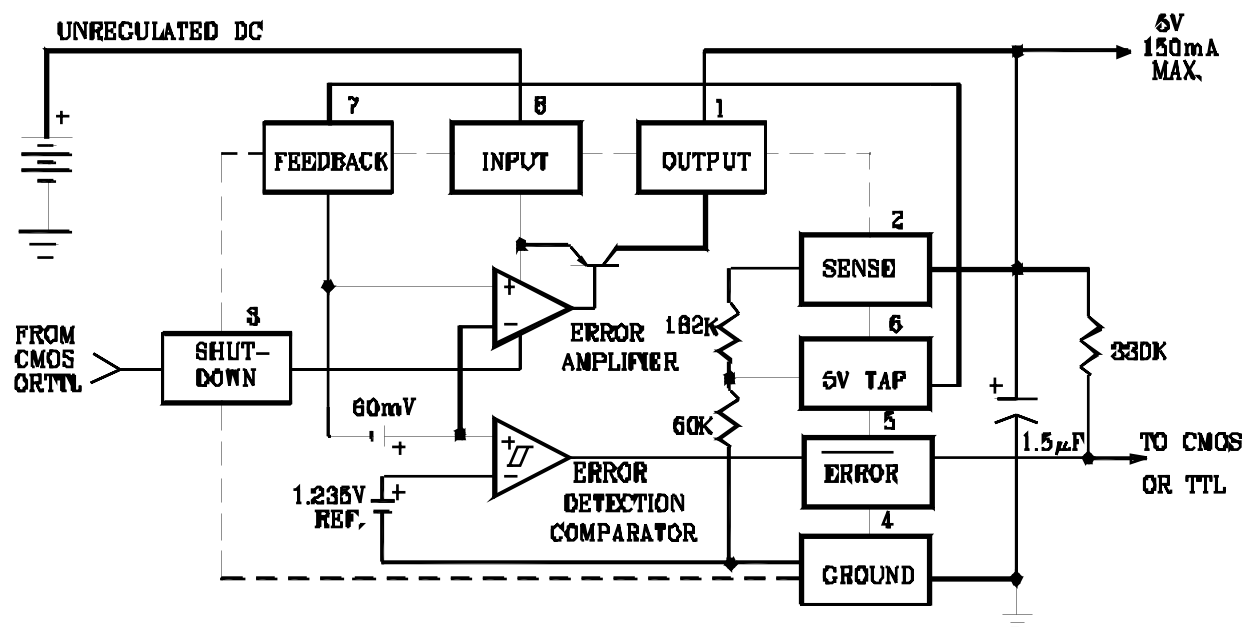 UNREGULATED DC
5V
150mA
MAX.
7
8
1
FEEDBACK
INPUT
OUTPUT
2
SENSE
3
6
FROM
CMOS
ORTTL
SHUT-
DOWN
ERROR
AMPLIFIER
182K
330K
5V TAP
60mV
60K
5
1.5µF
TO CMOS
OR TTL
ERROR
1.235V
REF.
ERROR
DETECTION
COMPARATOR
4
GROUND